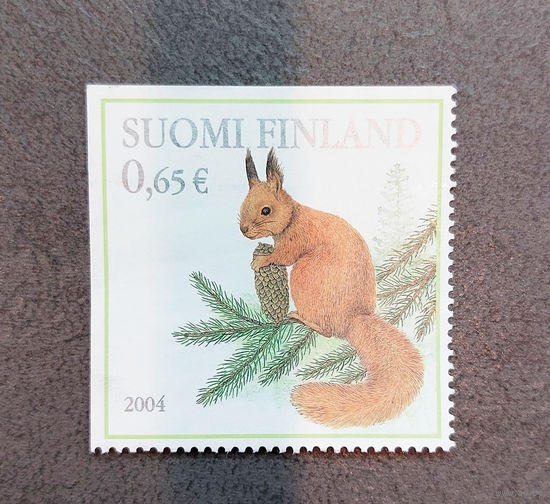 SUOMI FINLAND
0,65 €
2004